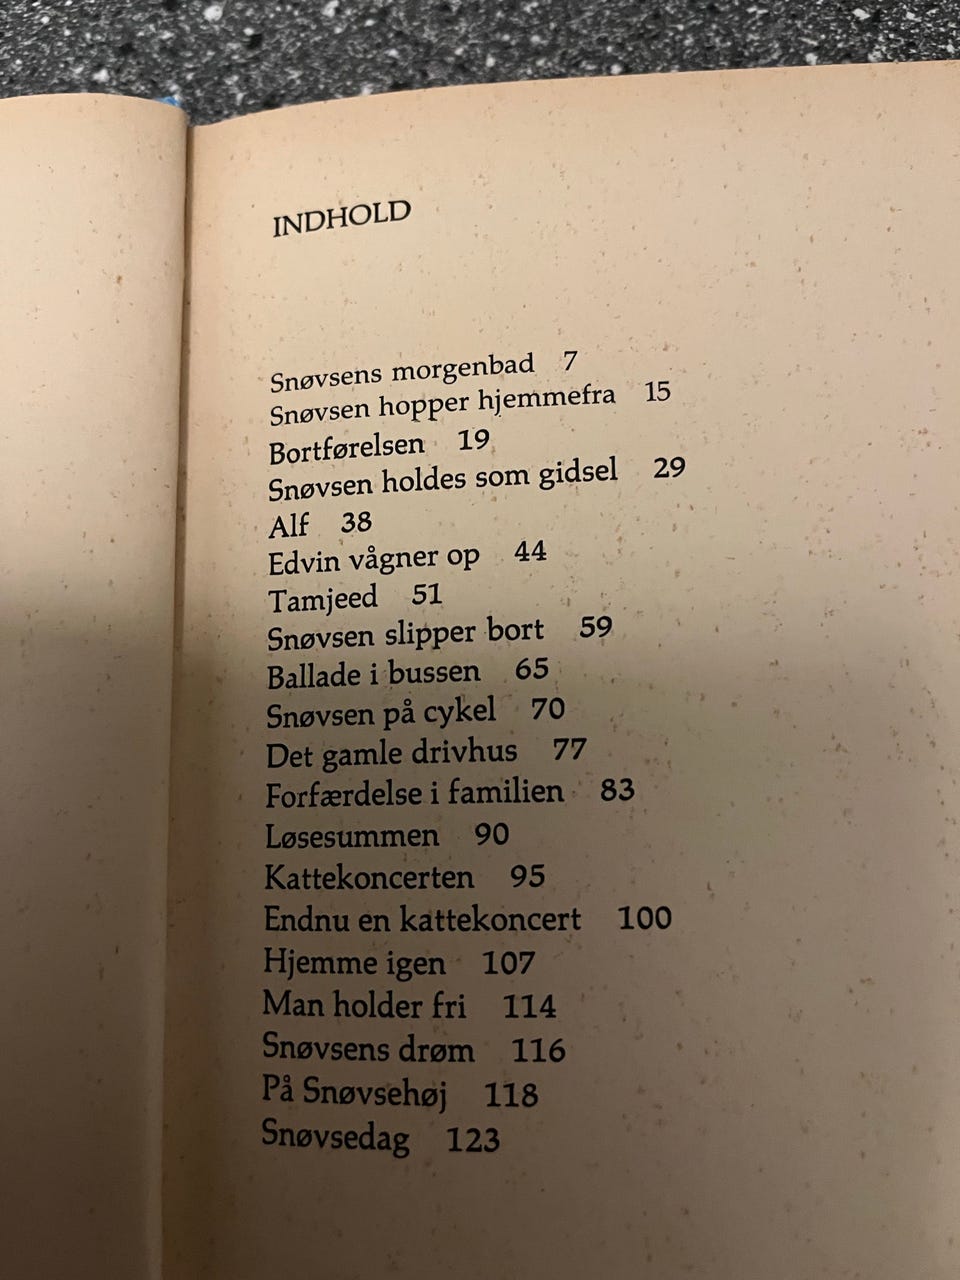 INDHOLD
Snøvsens morgenbad 7
Snøvsen hopper hjemmefra 15
Bortførelsen 19
Snøvsen holdes som gidsel 29
Alf 38
Edvin vågner op 44
Tamjeed 51
Snøvsen slipper bort 59
Ballade i bussen 65
Snøvsen på cykel 70
Det gamle drivhus 77
Forfærdelse i familien 83
Løsesummen 90
Kattekoncerten 95
Endnu en kattekoncert 100
Hjemme igen 107
Man holder fri 114
Snøvsens drøm 116
På Snøvsehøj 118
Snøvsedag 123